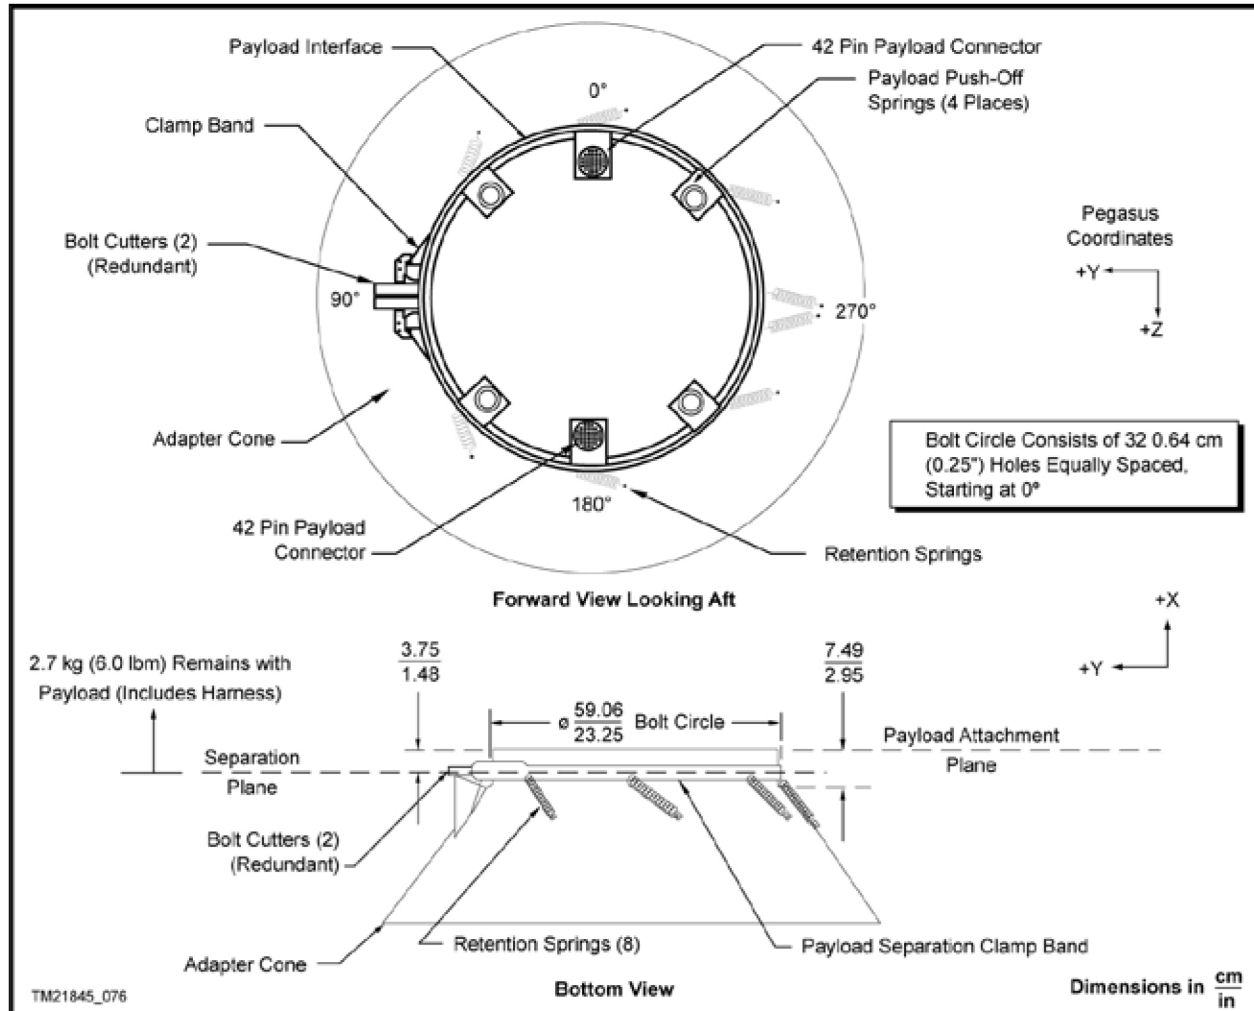 Payload Interface
42 Pin Payload Connector
Payload Push-Off
Springs (4 Places)
0°
Clamp Band
Pegasus
Coordinates
Bolt Cutters (2)
(Redundant)
+Y
+Z
90°
270°
Adapter Cone
Bolt Circle Consists of 32 0.64 cm
(0.25") Holes Equally Spaced,
Starting at 0°
180°
42 Pin Payload
Connector
Retention Springs
Forward View Looking Aft
+X
+Y
2.7 kg (6.0 lbm) Remains with
Payload (Includes Harness)
3.75
1.48
7.49
2.95
ø 59.06
23.25
Bolt Circle
Payload Attachment
Plane
Separation
Plane
Bolt Cutters (2)
(Redundant)
Retention Springs (8)
Payload Separation Clamp Band
Adapter Cone
Bottom View
Dimensions in cm
in
TM21845_076